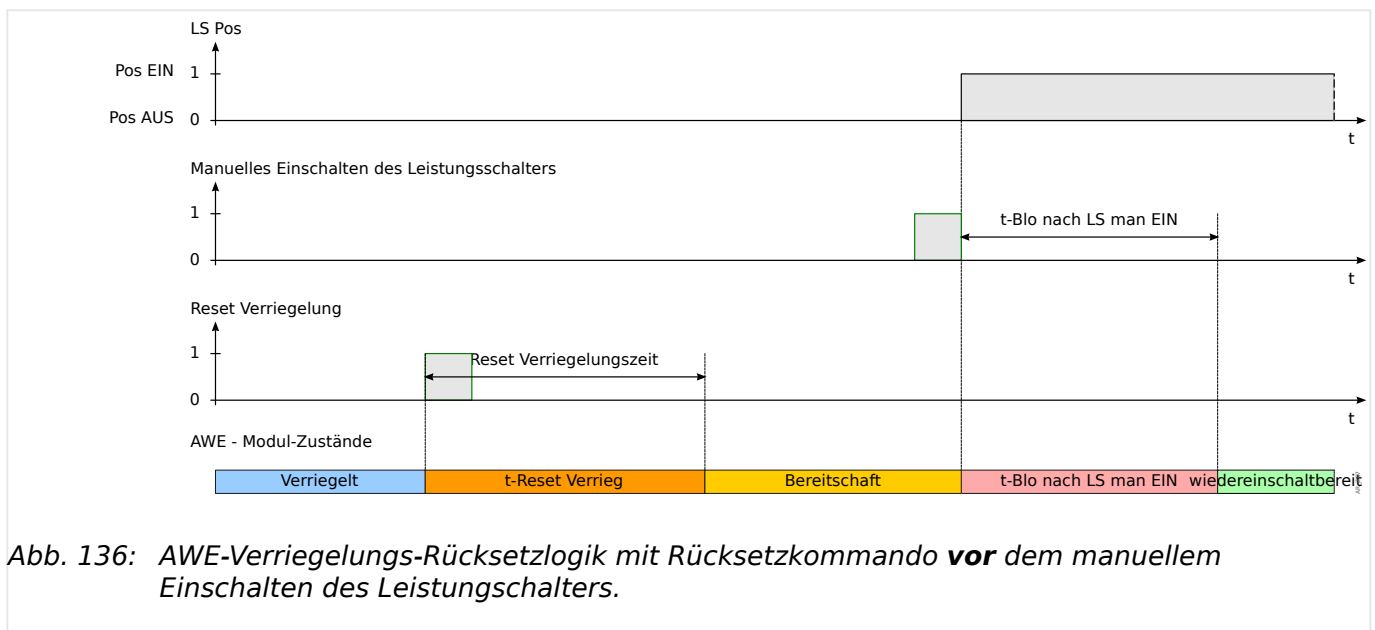 LS Pos
Pos EIN 1
Pos AUS 0
t
Manuelles Einschalten des Leistungsschalters
1
t-Blo nach LS man EIN
0
t
Reset Verriegelung
1
Reset Verriegelungszeit
0
t
AWE - Modul-Zustände
Verriegelt t-Reset Verrieg Bereitschaft t-Blo nach LS man EIN wiedereinschaltbereit
Abb. 136: AWE-Verriegelungs-Rücksetzlogik mit Rücksetzkommando vor dem manuellem
Einschalten des Leistungschalters.